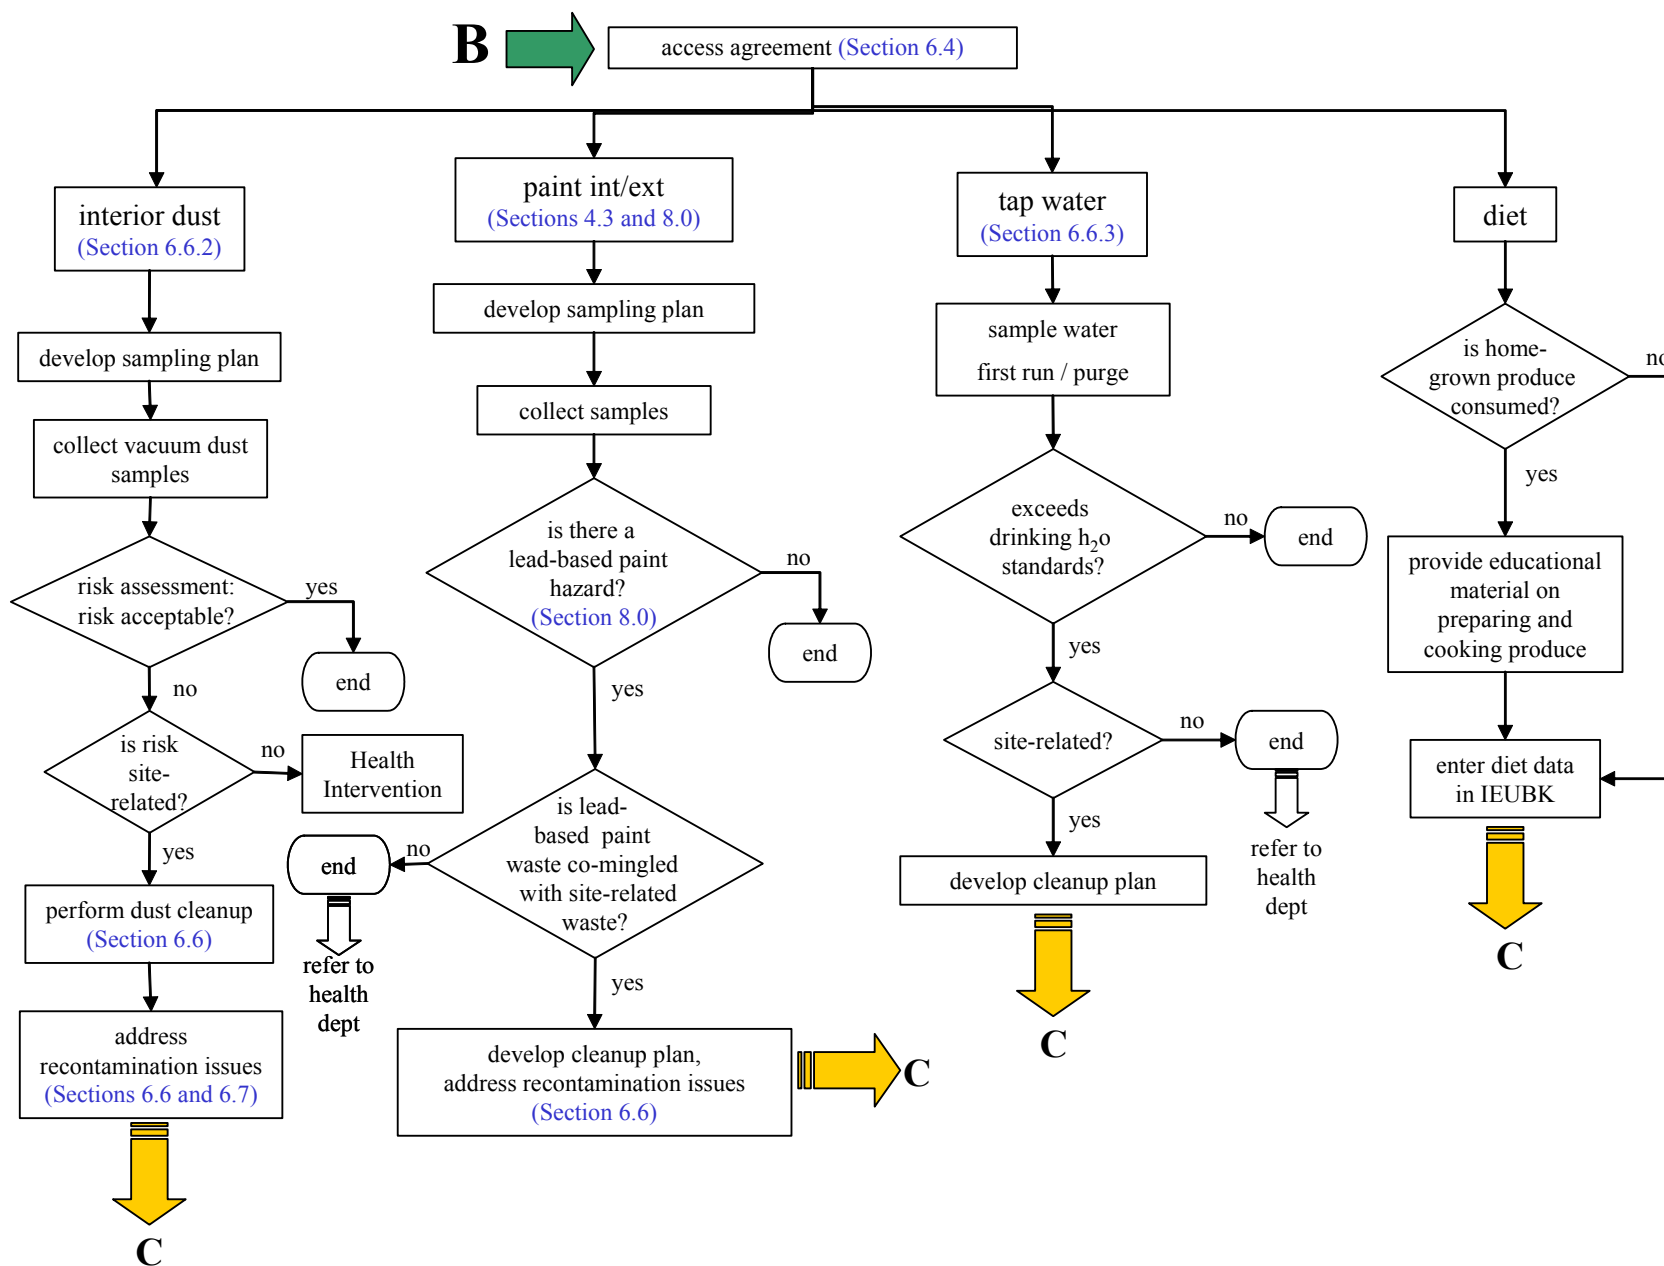 B
access agreement (Section 6.4)
interior dust
(Section 6.6.2)
develop sampling plan
collect vacuum dust
samples
risk assessment:
risk acceptable?
yes
end
no
is risk
site-
related?
no
Health
Intervention
yes
perform dust cleanup
(Section 6.6)
address
recontamination issues
(Sections 6.6 and 6.7)
C
paint int/ext
(Sections 4.3 and 8.0)
develop sampling plan
collect samples
is there a
lead-based paint
hazard?
(Section 8.0)
no
end
yes
is lead-
based paint
waste co-mingled
with site-related
waste?
no
end
refer to
health
dept
yes
develop cleanup plan,
address recontamination issues
(Section 6.6)
C
tap water
(Section 6.6.3)
sample water
first run / purge
exceeds
drinking h₂o
standards?
no
end
yes
site-related?
no
end
refer to
health
dept
yes
develop cleanup plan
C
diet
is home-
grown produce
consumed?
no
yes
provide educational
material on
preparing and
cooking produce
enter diet data
in IEUBK
C